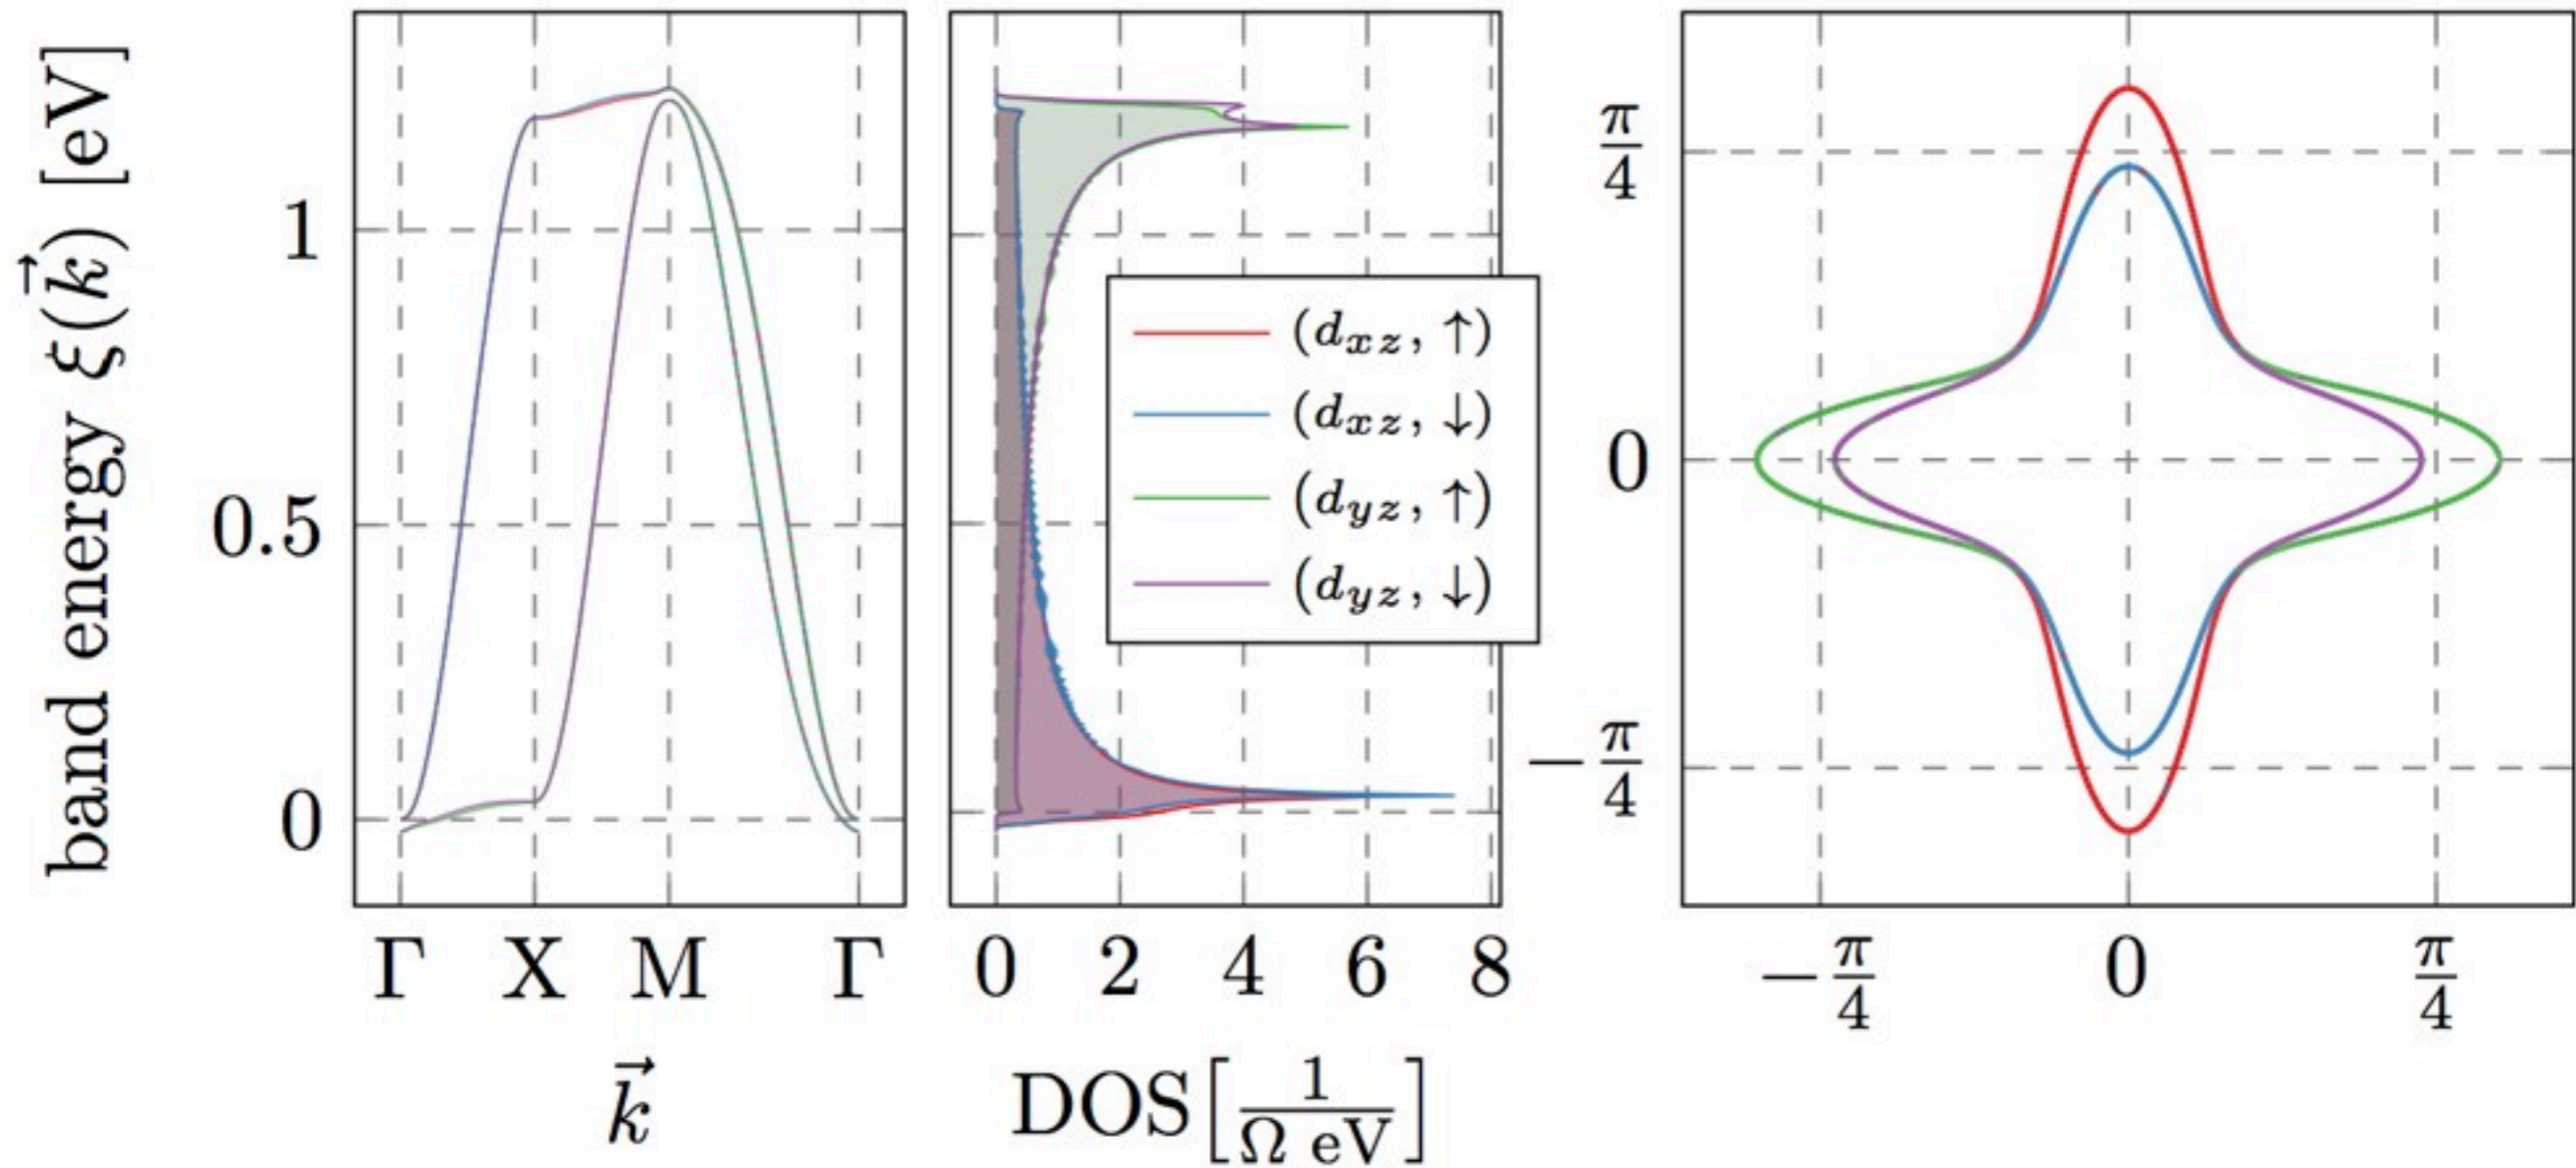 band energy ξ(k⃗) [eV]
1
0.5
0
Γ X M Γ
k⃗
0 2 4 6 8
DOS[1/(Ω eV)]
(d_xz, ↑)
(d_xz, ↓)
(d_yz, ↑)
(d_yz, ↓)
π/4
0
−π/4
−π/4 0 π/4